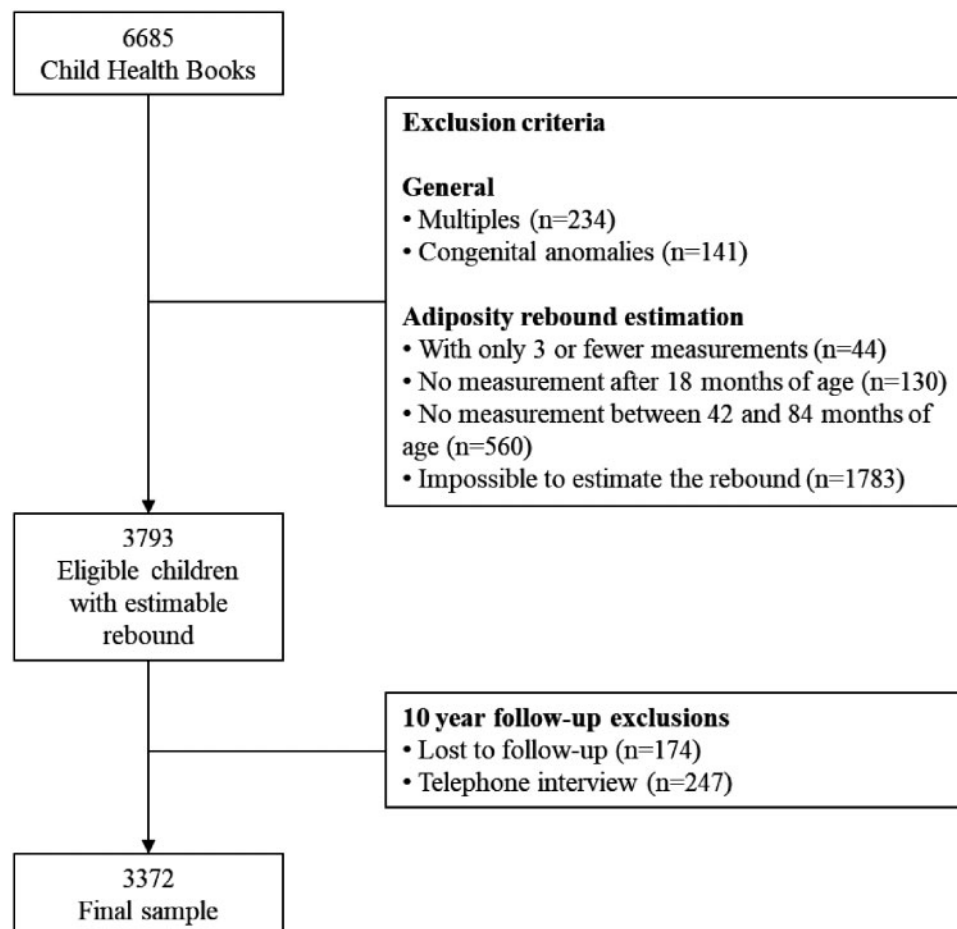 6685
Child Health Books
Exclusion criteria
General
• Multiples (n=234)
• Congenital anomalies (n=141)
Adiposity rebound estimation
• With only 3 or fewer measurements (n=44)
• No measurement after 18 months of age (n=130)
• No measurement between 42 and 84 months of
age (n=560)
• Impossible to estimate the rebound (n=1783)
3793
Eligible children
with estimable
rebound
10 year follow-up exclusions
• Lost to follow-up (n=174)
• Telephone interview (n=247)
3372
Final sample